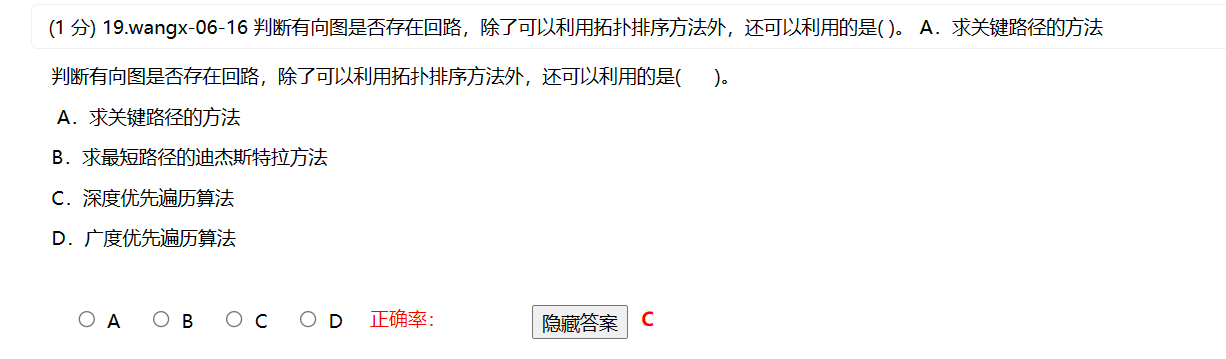 (1 分) 19.wangx-06-16 判断有向图是否存在回路，除了可以利用拓扑排序方法外，还可以利用的是( )。 A．求关键路径的方法
判断有向图是否存在回路，除了可以利用拓扑排序方法外，还可以利用的是( )。
A．求关键路径的方法
B．求最短路径的迪杰斯特拉方法
C．深度优先遍历算法
D．广度优先遍历算法
A B C D 正确率： 隐藏答案 C